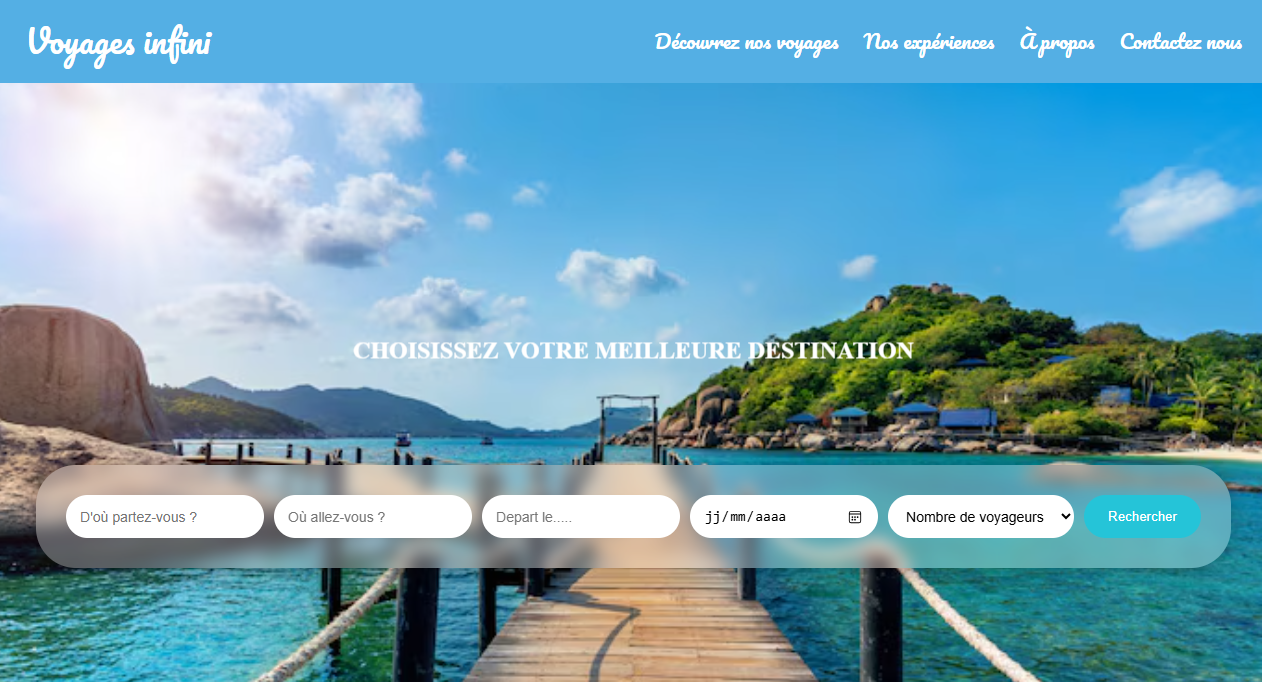 Voyages infini
Découvrez nos voyages Nos expériences À propos Contactez nous
CHOISISSEZ VOTRE MEILLEURE DESTINATION
D'où partez-vous ? Où allez-vous ? Depart le..... jj/mm/aaaa Nombre de voyageurs Rechercher